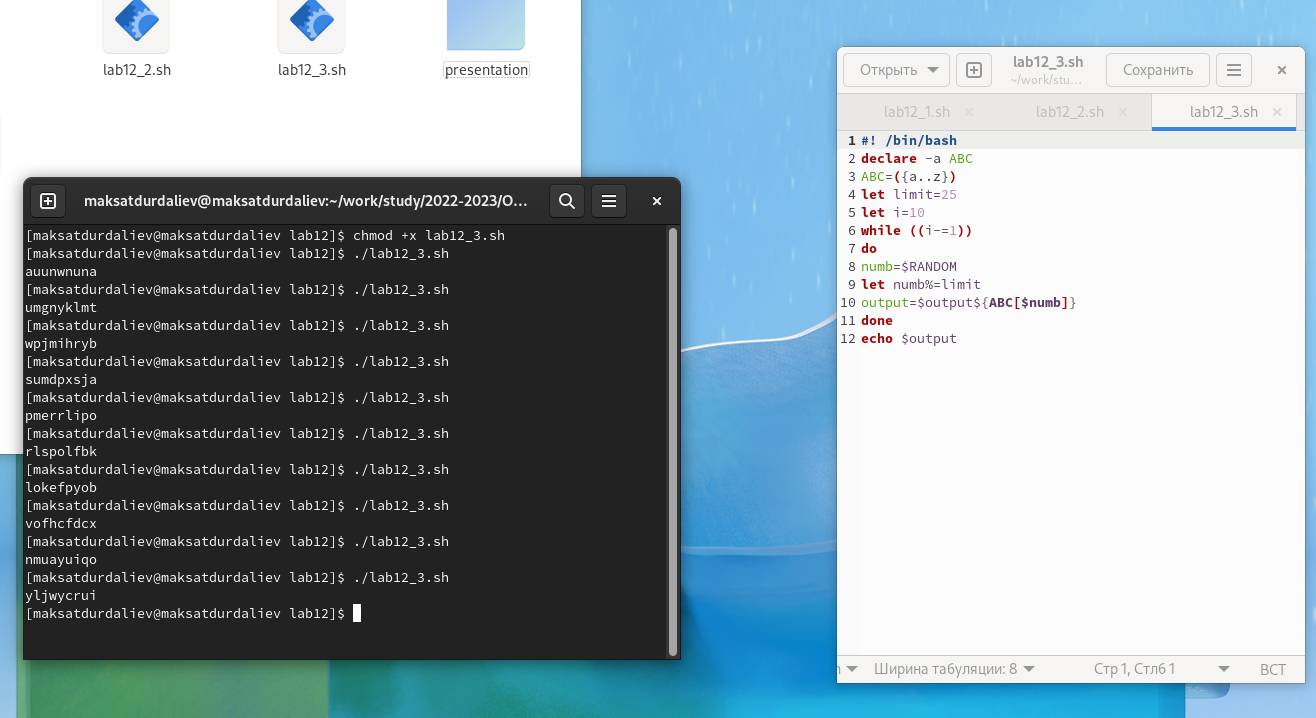 lab12_2.sh
lab12_3.sh
presentation
maksatdurdaliev@maksatdurdaliev:~/work/study/2022-2023/O...
[maksatdurdaliev@maksatdurdaliev lab12]$ chmod +x lab12_3.sh
[maksatdurdaliev@maksatdurdaliev lab12]$ ./lab12_3.sh
auunwnuna
[maksatdurdaliev@maksatdurdaliev lab12]$ ./lab12_3.sh
umgnyklmt
[maksatdurdaliev@maksatdurdaliev lab12]$ ./lab12_3.sh
wpjmihryb
[maksatdurdaliev@maksatdurdaliev lab12]$ ./lab12_3.sh
sumdpxsja
[maksatdurdaliev@maksatdurdaliev lab12]$ ./lab12_3.sh
pmerrlipo
[maksatdurdaliev@maksatdurdaliev lab12]$ ./lab12_3.sh
rlspolfbk
[maksatdurdaliev@maksatdurdaliev lab12]$ ./lab12_3.sh
lokefpyob
[maksatdurdaliev@maksatdurdaliev lab12]$ ./lab12_3.sh
vofhcfdcx
[maksatdurdaliev@maksatdurdaliev lab12]$ ./lab12_3.sh
nmuayuiqo
[maksatdurdaliev@maksatdurdaliev lab12]$ ./lab12_3.sh
yljwycrui
[maksatdurdaliev@maksatdurdaliev lab12]$
Открыть
lab12_3.sh
~/work/stu...
Сохранить
lab12_1.sh
lab12_2.sh
lab12_3.sh
1 #! /bin/bash
2 declare -a ABC
3 ABC=({a..z})
4 let limit=25
5 let i=10
6 while ((i-=1))
7 do
8 numb=$RANDOM
9 let numb%=limit
10 output=$output${ABC[$numb]}
11 done
12 echo $output
Ширина табуляции: 8
Стр 1, Стлб 1
ВСТ